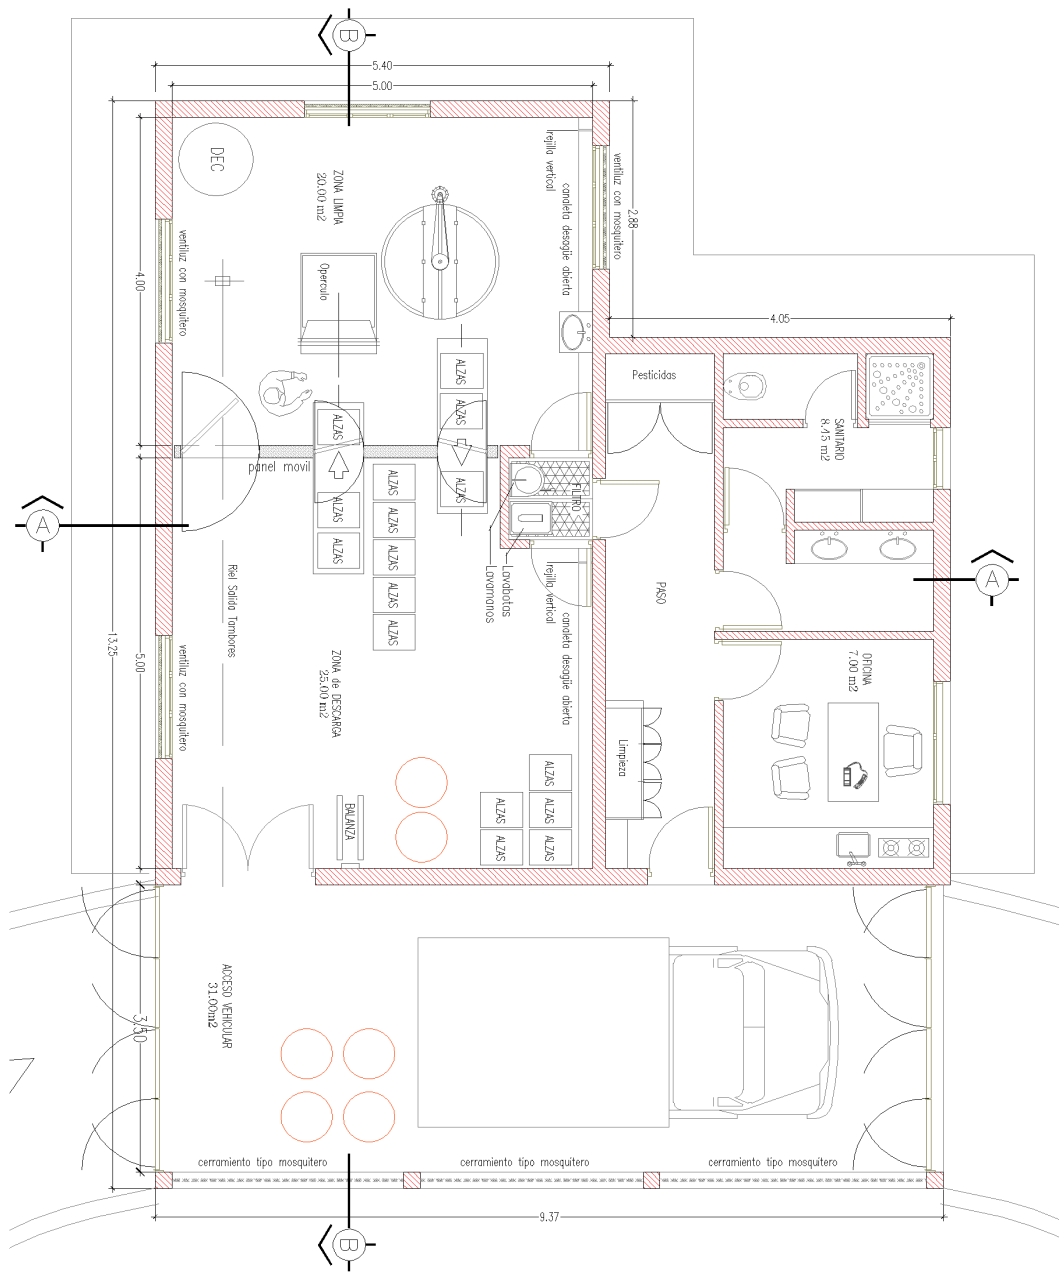 B
5.40
5.00
DEC
ZONA LIMPIA
20.00 m2
rejilla vertical
canaleta desagüe abierta
ventiluz con mosquitero
2.88
ventiluz con mosquitero
Operculo
4.00
4.05
ALZAS
ALZAS
ALZAS
ALZAS
ALZAS
ALZAS
Pesticidas
SANITARIO
8.45 m2
panel movil
FILTRO
ALZAS
ALZAS
ALZAS
ALZAS
ALZAS
A
A
Riel Salida Tambores
Lavamanos
Lavabotas
rejilla vertical
canaleta desagüe abierta
PASO
13.25
5.00
ventiluz con mosquitero
ZONA de DESCARGA
25.00 m2
OFICINA
7.00 m2
Limpieza
BALANZA
ALZAS
ALZAS
ALZAS
ALZAS
ALZAS
ACCESO VEHICULAR
31.00m2
3.50
cerramiento tipo mosquitero
cerramiento tipo mosquitero
cerramiento tipo mosquitero
9.37
B